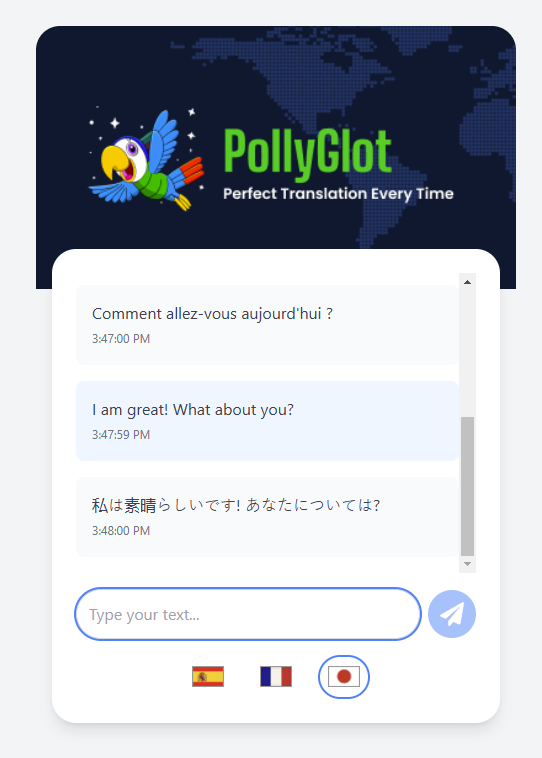 PollyGlot
Perfect Translation Every Time
Comment allez-vous aujourd'hui ?
3:47:00 PM
I am great! What about you?
3:47:59 PM
私は素晴らしいです! あなたについては?
3:48:00 PM
Type your text...